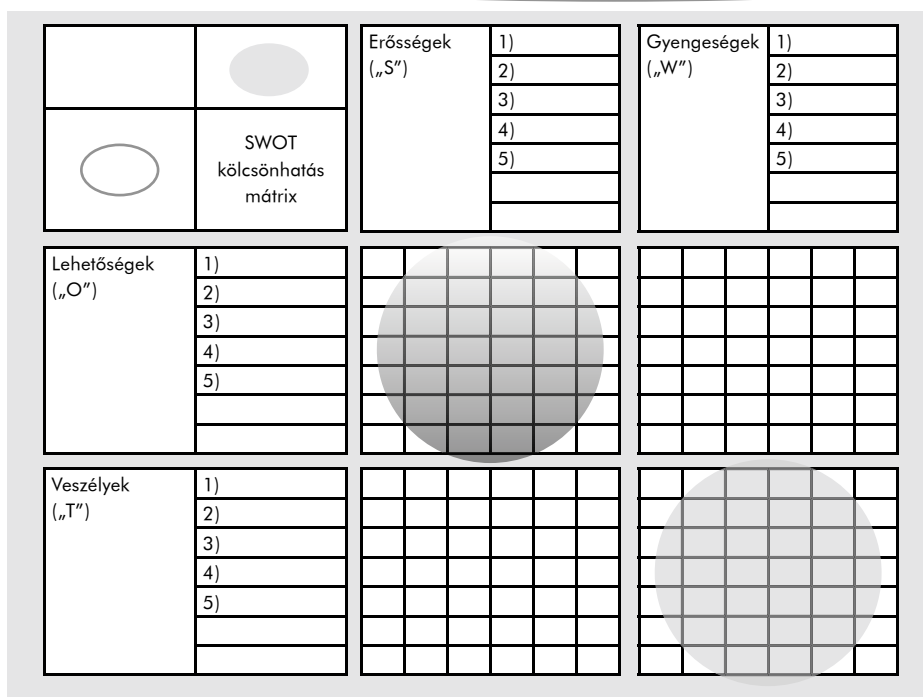 SWOT
kölcsönhatás
mátrix
Erősségek
(„S”)
1)
2)
3)
4)
5)
Gyengeségek
(„W”)
1)
2)
3)
4)
5)
Lehetőségek
(„O”)
1)
2)
3)
4)
5)
Veszélyek
(„T”)
1)
2)
3)
4)
5)